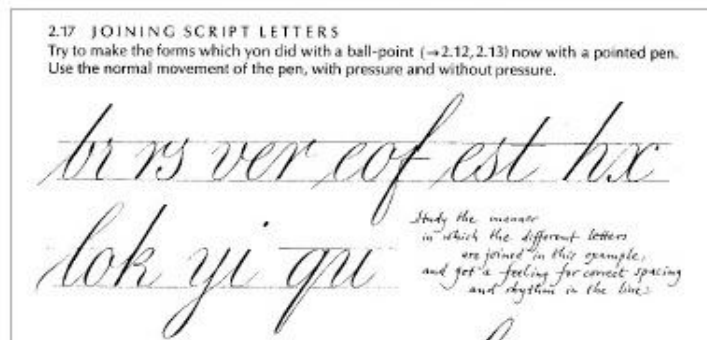 2.17 JOINING SCRIPT LETTERS
Try to make the forms which yon did with a ball-point (→2.12, 2.13) now with a pointed pen.
Use the normal movement of the pen, with pressure and without pressure.
br rs ver eof est hx
lok yi qu
Study the manner
in which the different letters
are joined in this example,
and get a feeling for correct spacing
and rhythm in the line: